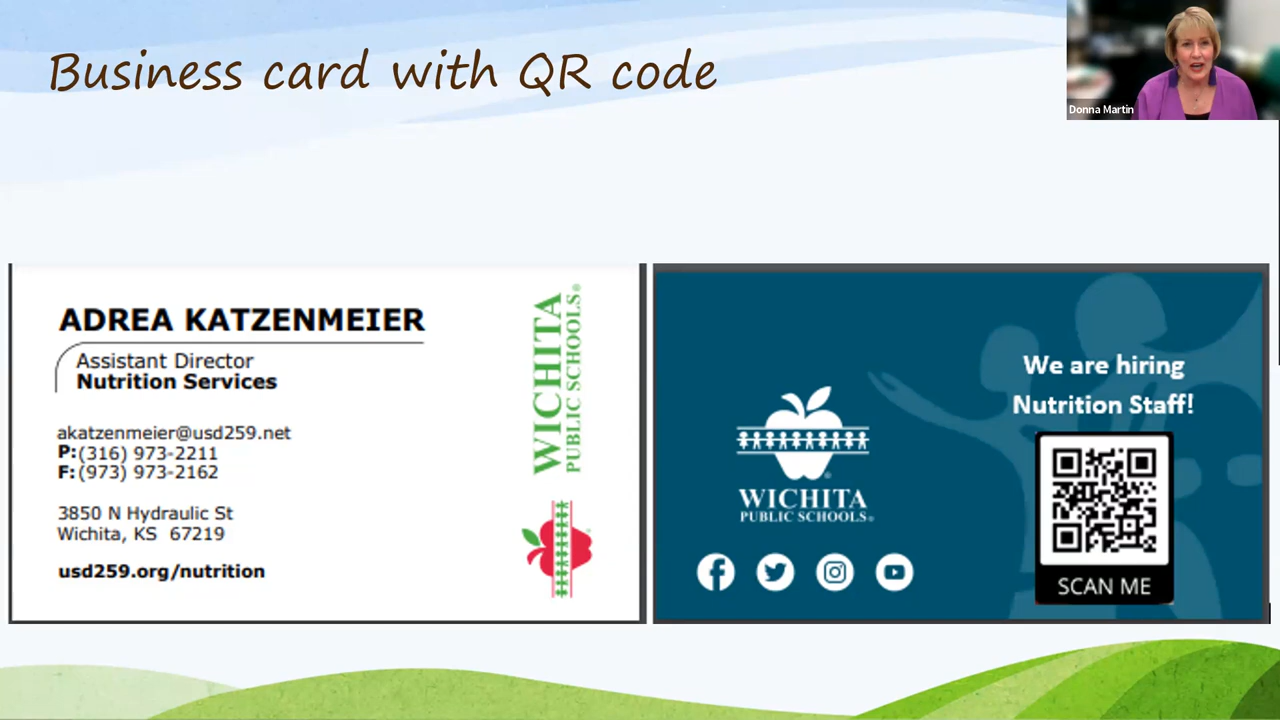 Business card with QR code
Donna Martin
ADREA KATZENMEIER
Assistant Director
Nutrition Services
akatzenmeier@usd259.net
P: (316) 973-2211
F: (973) 973-2162
3850 N Hydraulic St
Wichita, KS 67219
usd259.org/nutrition
WICHITA
PUBLIC SCHOOLS®
We are hiring
Nutrition Staff!
WICHITA
PUBLIC SCHOOLS®
SCAN ME